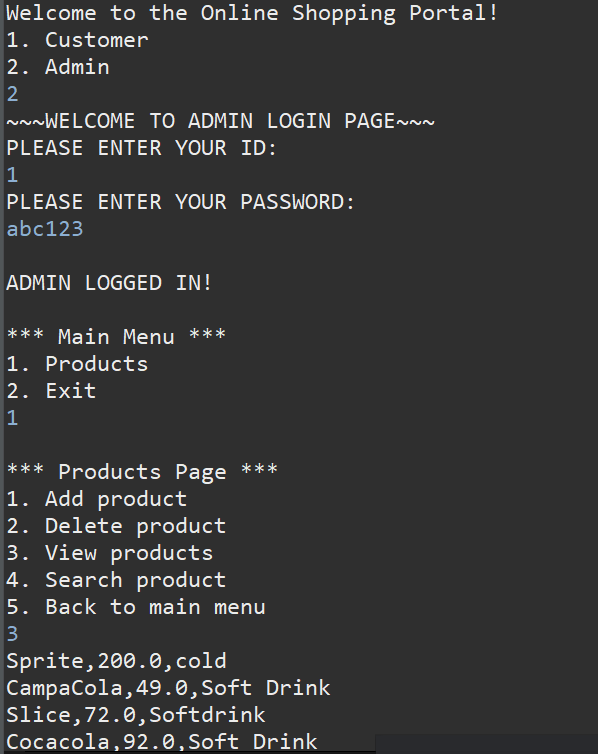 Welcome to the Online Shopping Portal!
1. Customer
2. Admin
2
~~~WELCOME TO ADMIN LOGIN PAGE~~~
PLEASE ENTER YOUR ID:
1
PLEASE ENTER YOUR PASSWORD:
abc123
ADMIN LOGGED IN!
*** Main Menu ***
1. Products
2. Exit
1
*** Products Page ***
1. Add product
2. Delete product
3. View products
4. Search product
5. Back to main menu
3
Sprite,200.0,cold
CampaCola,49.0,Soft Drink
Slice,72.0,Softdrink
Cocacola,92.0,Soft Drink